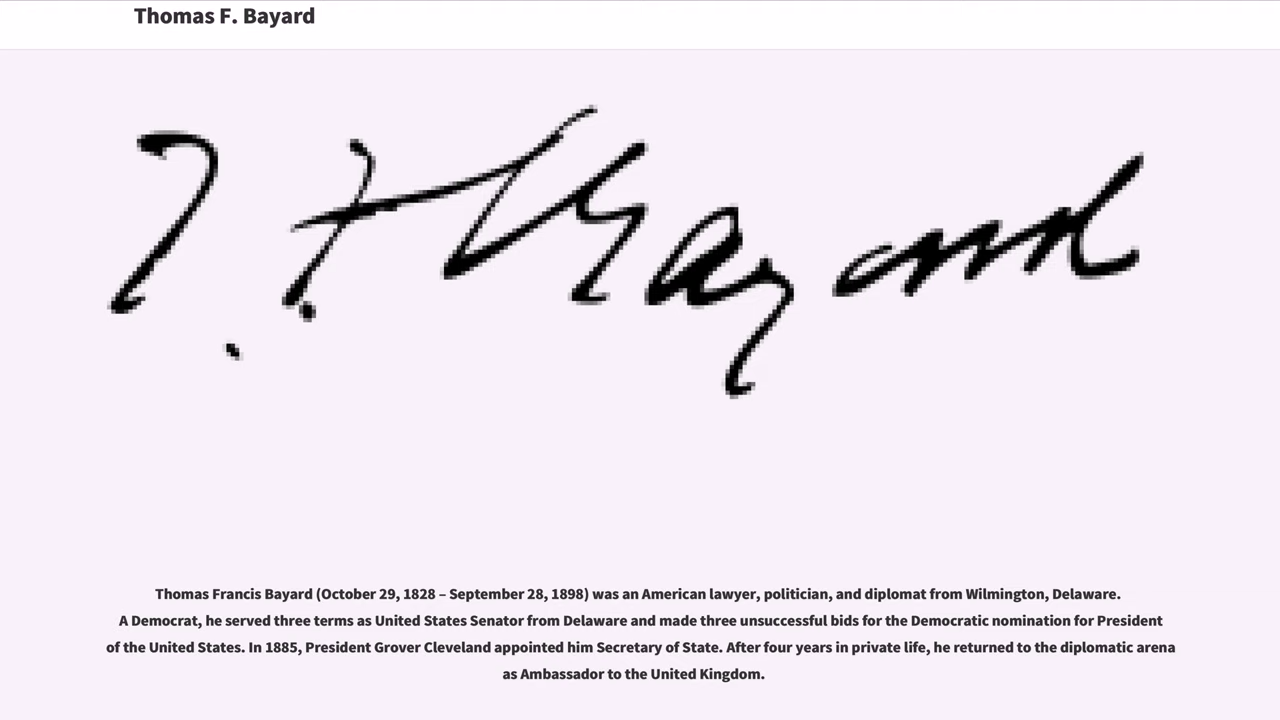 Thomas F. Bayard
T. F. Bayard
Thomas Francis Bayard (October 29, 1828 – September 28, 1898) was an American lawyer, politician, and diplomat from Wilmington, Delaware.
A Democrat, he served three terms as United States Senator from Delaware and made three unsuccessful bids for the Democratic nomination for President
of the United States. In 1885, President Grover Cleveland appointed him Secretary of State. After four years in private life, he returned to the diplomatic arena
as Ambassador to the United Kingdom.